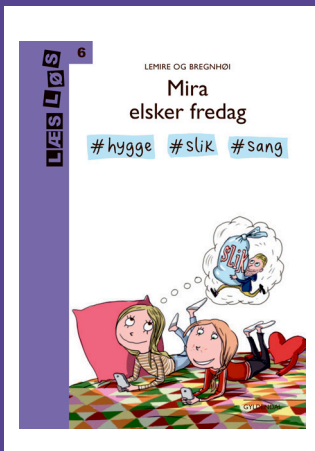 LÆS LØS
6
LEMIRE OG BREGNHØI
Mira
elsker fredag
#hygge #slik #sang
SLIK
GYLDENDAL